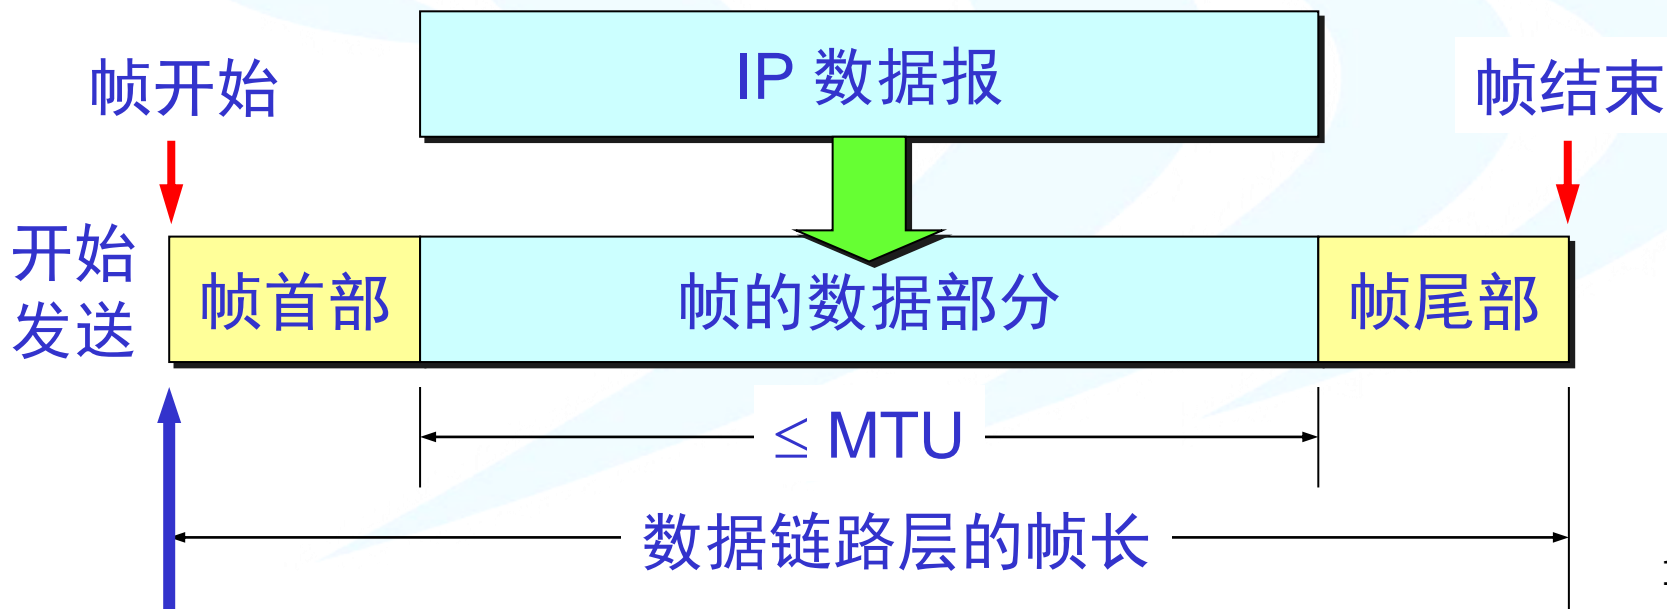 IP 数据报
帧开始
帧结束
开始
发送
帧首部
帧的数据部分
帧尾部
≤ MTU
数据链路层的帧长